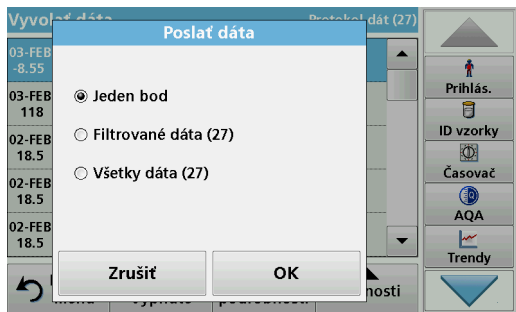 Vyvolať dáta
Protokol dát (27)
Poslať dáta
03-FEB
-8.55
03-FEB
118
02-FEB
18.5
02-FEB
18.5
02-FEB
18.5
Jeden bod
Filtrované dáta (27)
Všetky dáta (27)
Zrušiť
OK
Prihlás.
ID vzorky
Časovač
AQA
Trendy